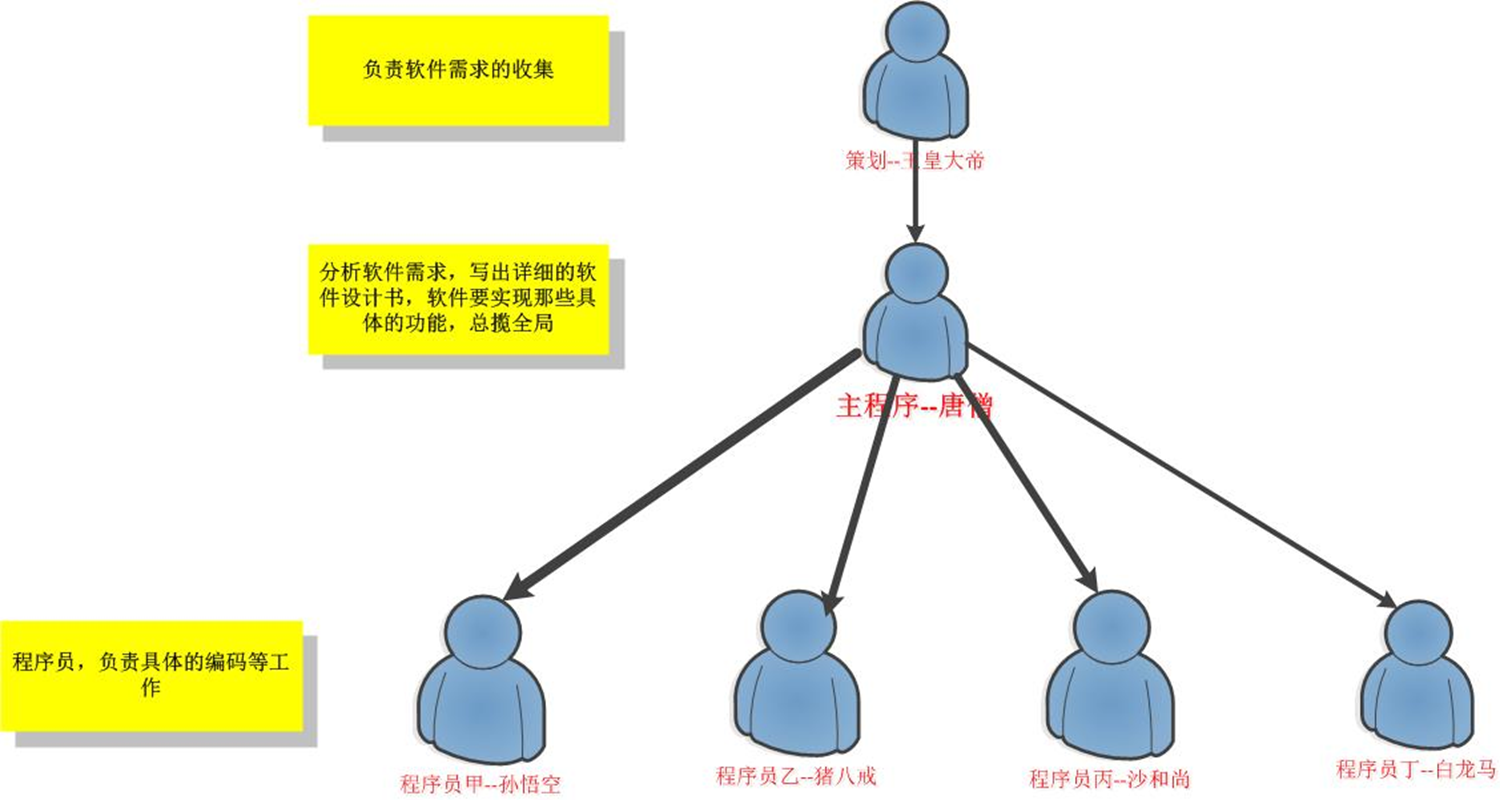 负责软件需求的收集
策划--王皇大帝
分析软件需求，写出详细的软
件设计书，软件要实现那些具
体的功能，总揽全局
主程序--唐僧
程序员，负责具体的编码等工
作
程序员甲--孙悟空
程序员乙--猪八戒
程序员丙--沙和尚
程序员丁--白龙马